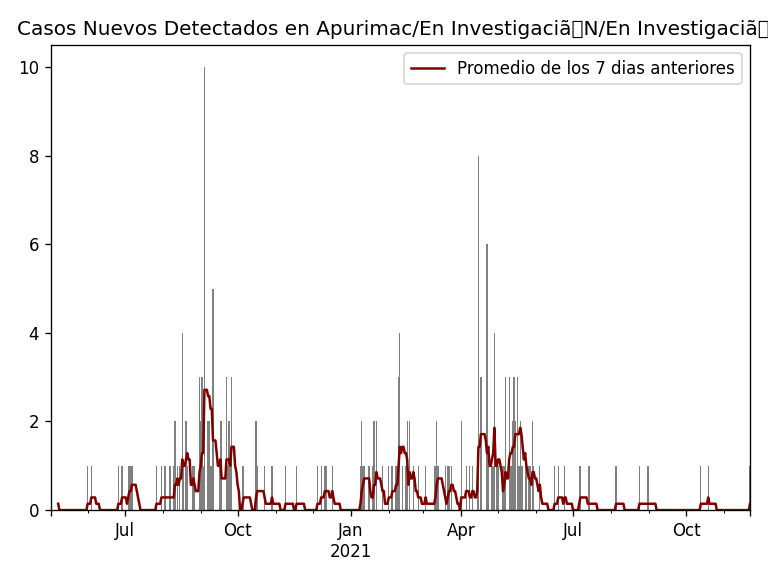 Casos Nuevos Detectados en Apurimac/En Investigaciã▯N/En Investigaciã▯
Promedio de los 7 dias anteriores
10
8
6
4
2
0
Jul Oct Jan Apr Jul Oct
2021